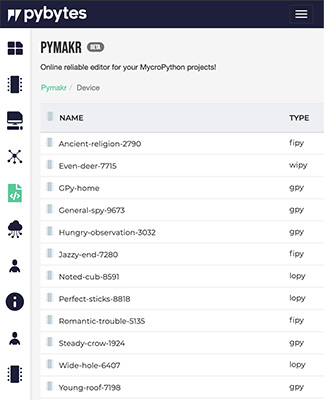 pybytes
PYMAKR BETA
Online reliable editor for your MycroPython projects!
Pymakr / Device
NAME TYPE
Ancient-religion-2790 fipy
Even-deer-7715 wipy
GPy-home gpy
General-spy-9673 gpy
Hungry-observation-3032 gpy
Jazzy-end-7280 fipy
Noted-cub-8591 lopy
Perfect-sticks-8818 lopy
Romantic-trouble-5135 fipy
Steady-crow-1924 gpy
Wide-hole-6407 lopy
Young-roof-7198 gpy